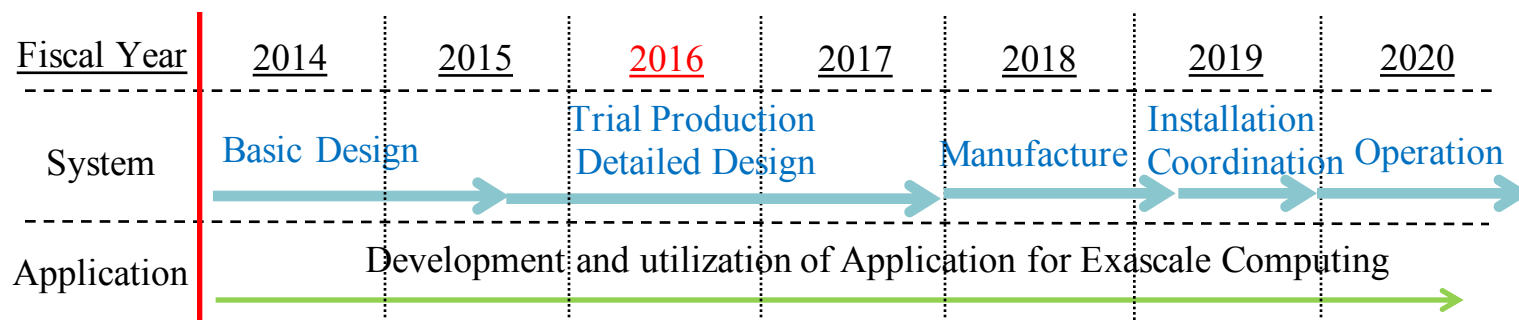 Fiscal Year 2014 2015 2016 2017 2018 2019 2020
System
Basic Design
Trial Production
Detailed Design
Manufacture
Installation
Coordination
Operation
Application
Development and utilization of Application for Exascale Computing